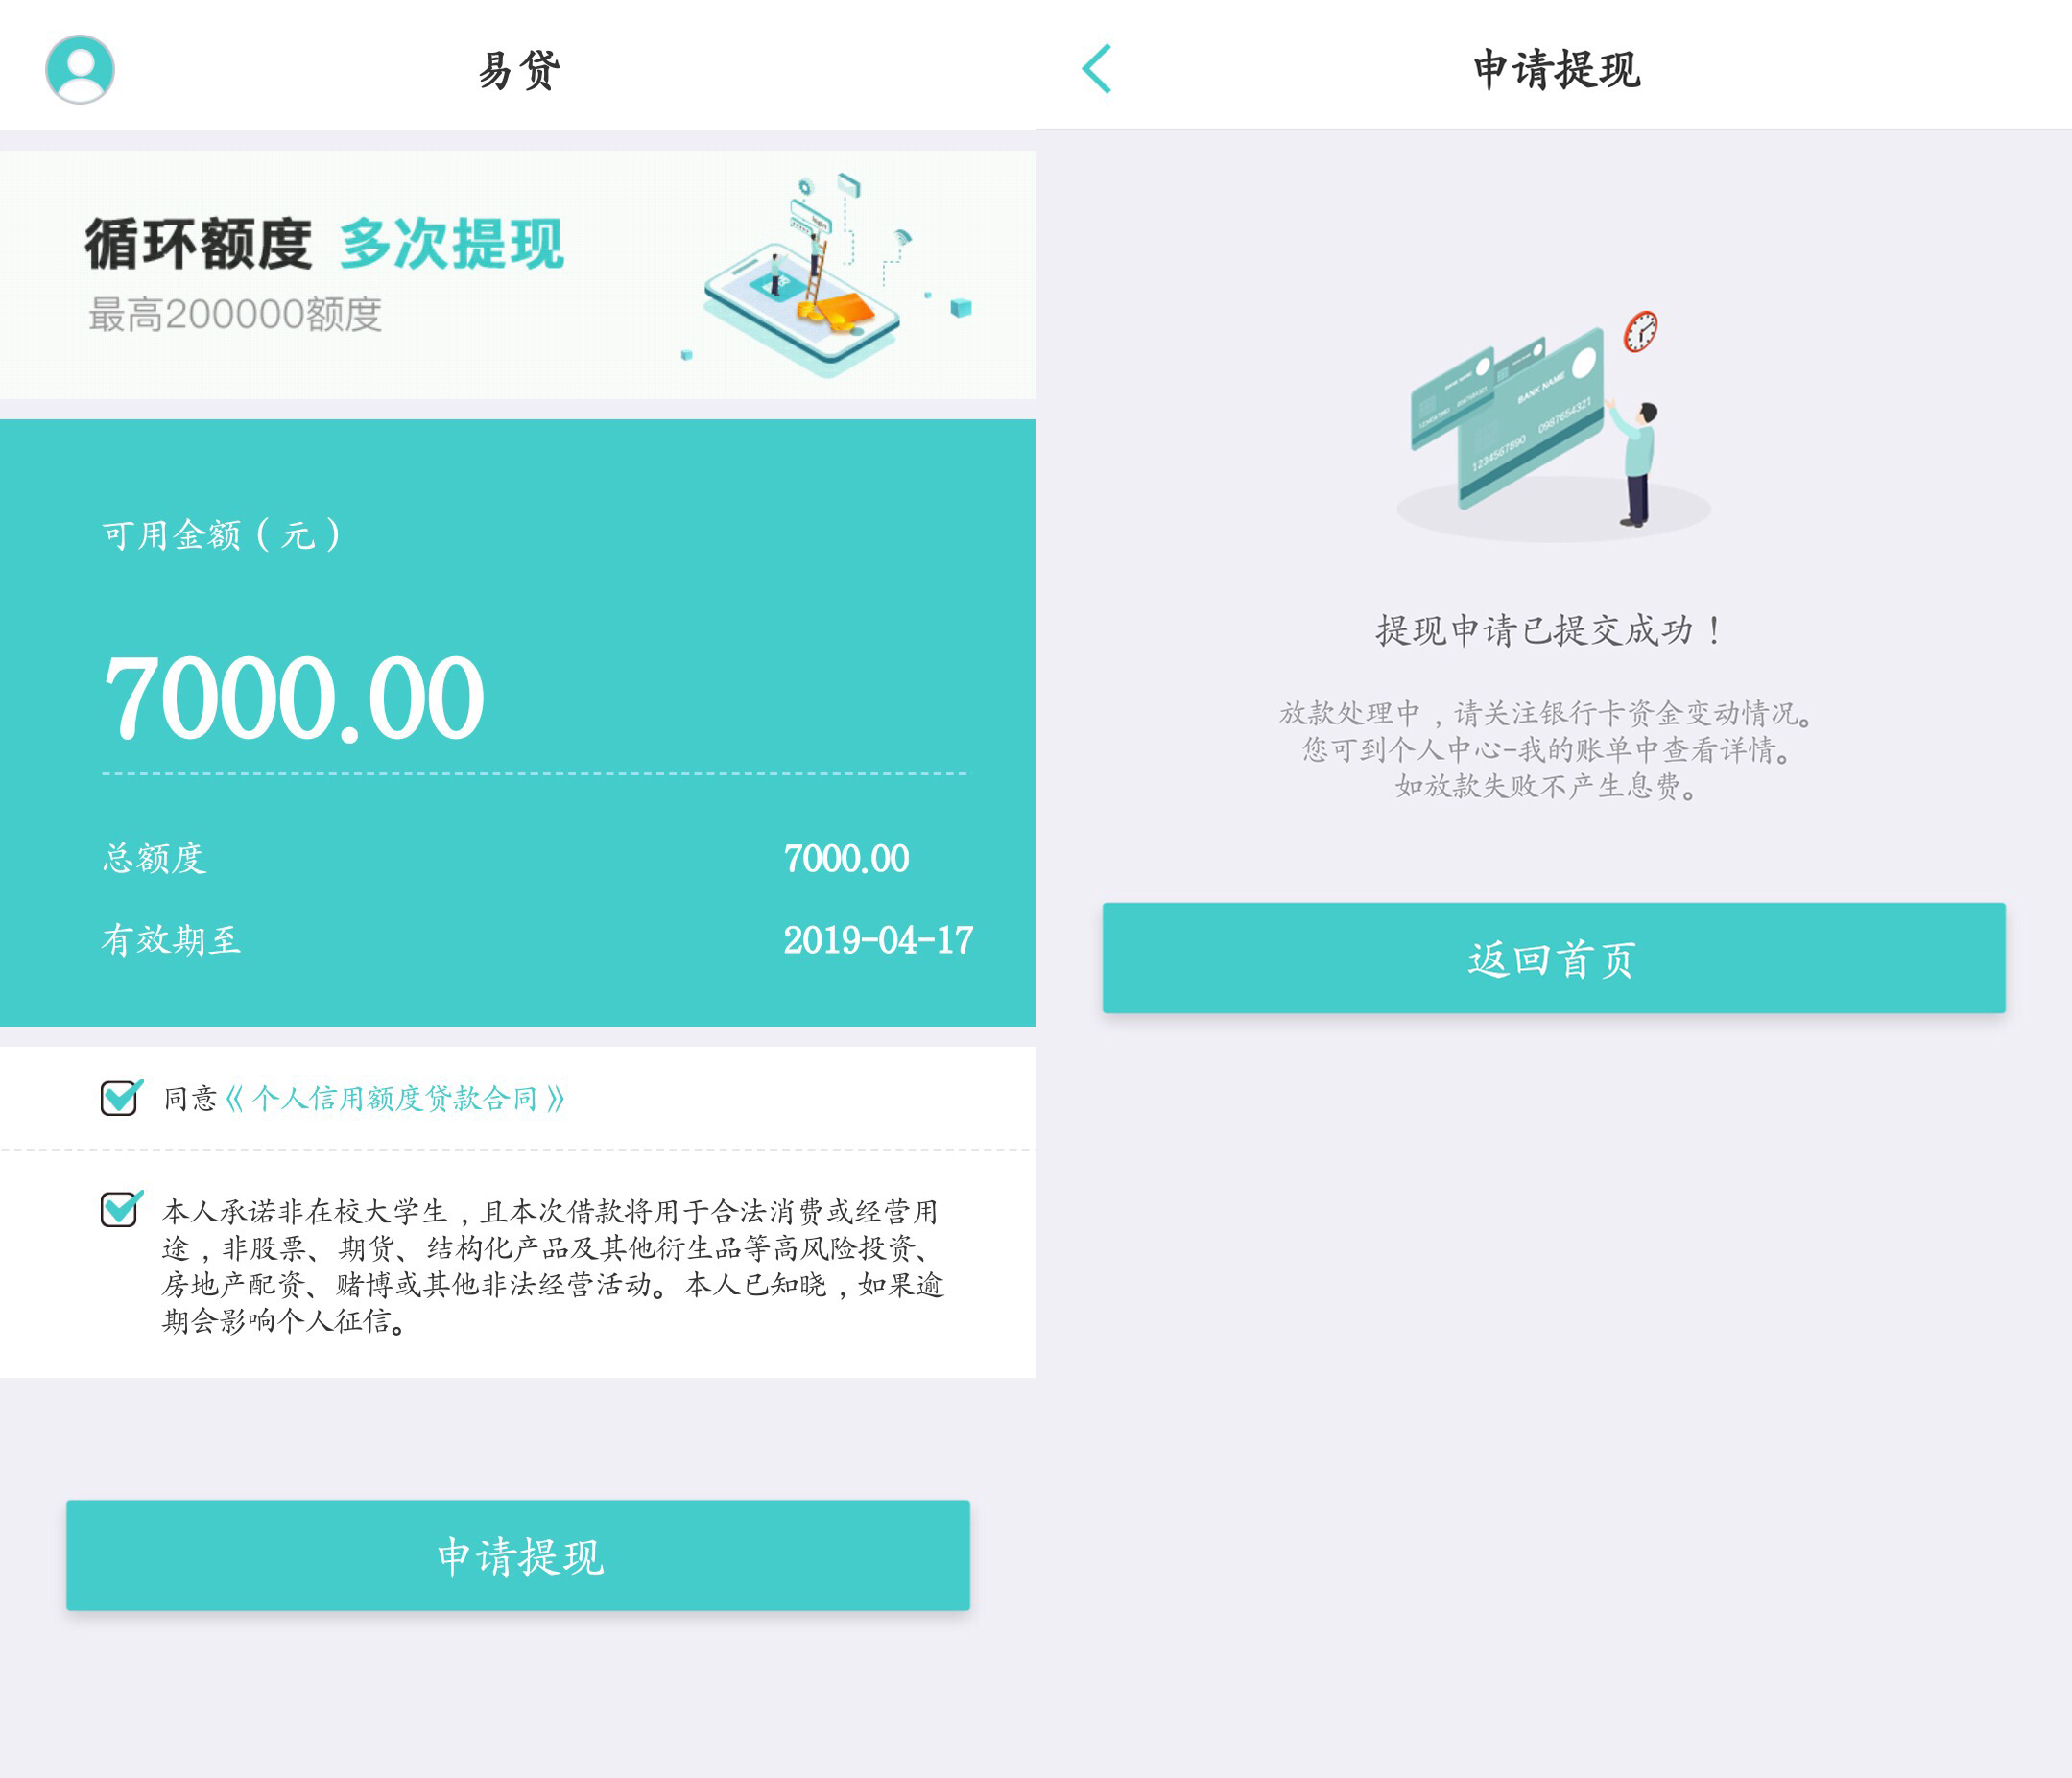 易贷
循环额度 多次提现
最高200000额度
可用金额（元）
7000.00
总额度 7000.00
有效期至 2019-04-17
同意《个人信用额度贷款合同》
本人承诺非在校大学生，且本次借款将用于合法消费或经营用
途，非股票、期货、结构化产品及其他衍生品等高风险投资、
房地产配资、赌博或其他非法经营活动。本人已知晓，如果逾
期会影响个人征信。
申请提现
申请提现
BANK NAME
1234567890 0987654321
提现申请已提交成功！
放款处理中，请关注银行卡资金变动情况。
您可到个人中心-我的账单中查看详情。
如放款失败不产生息费。
返回首页